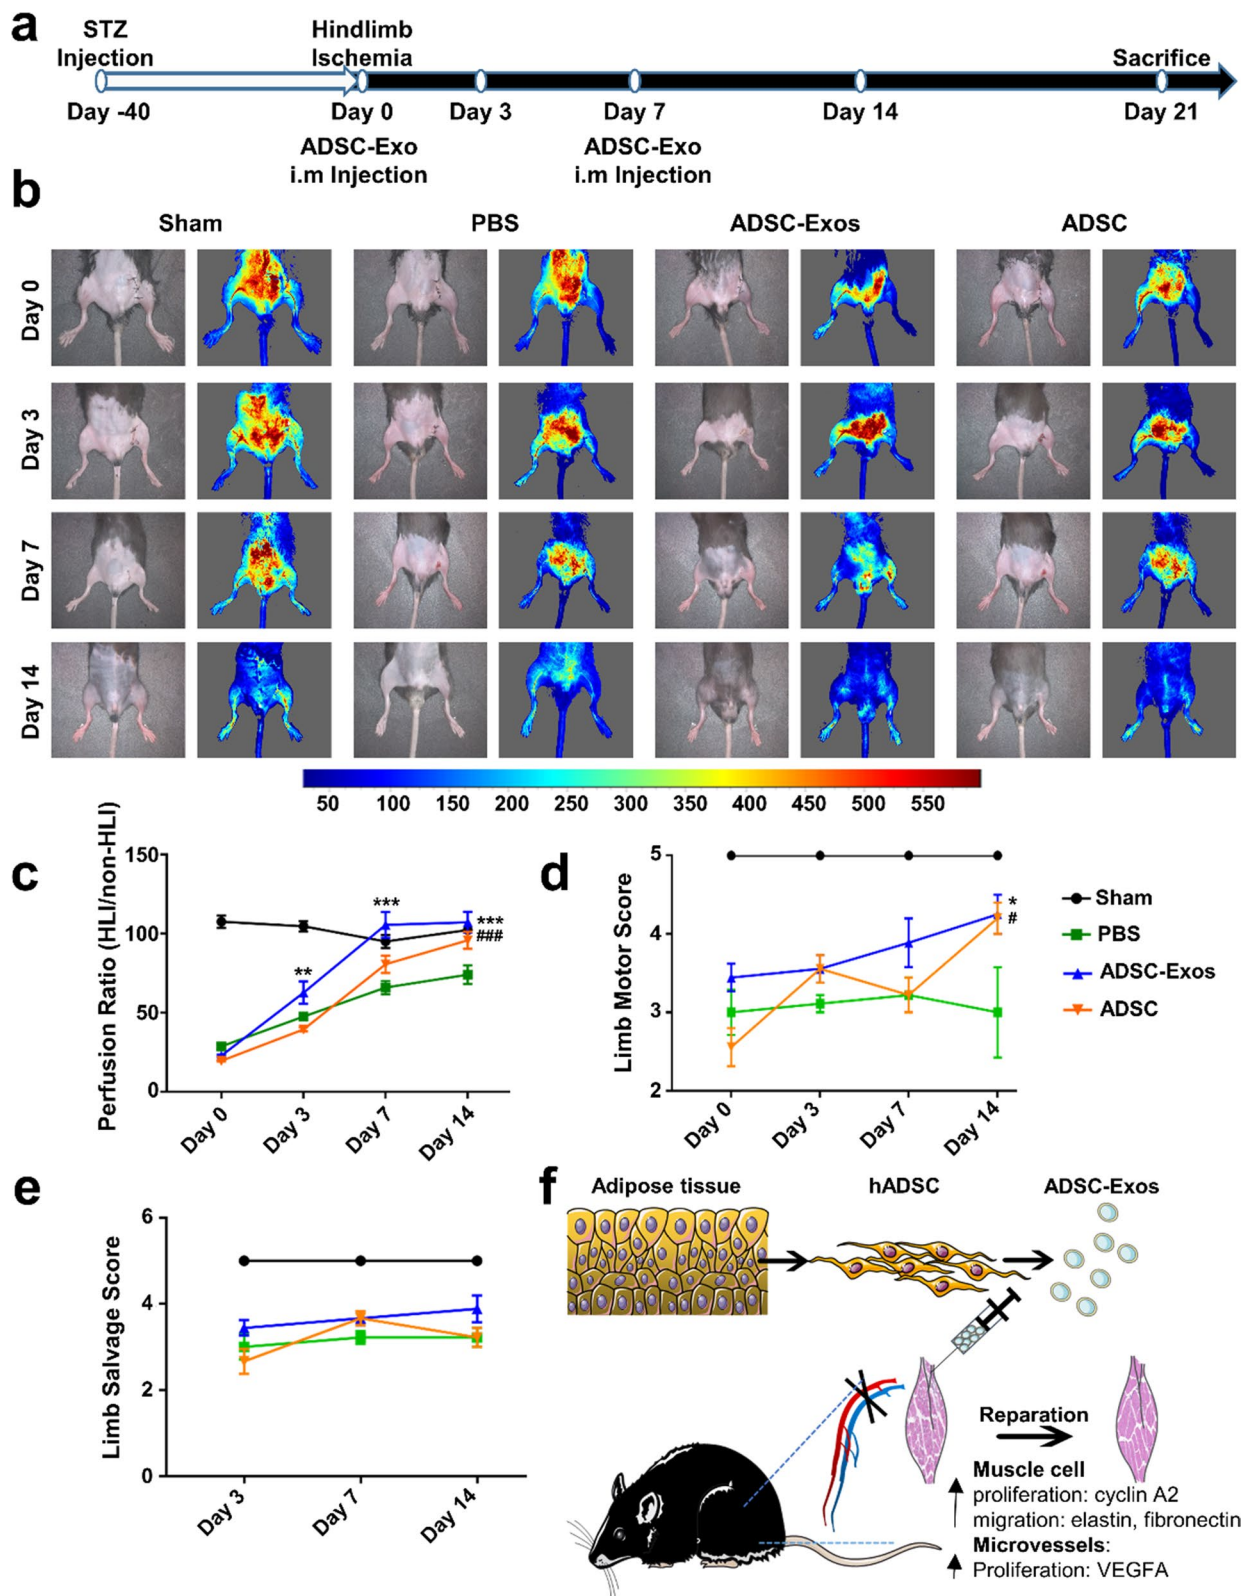 a
STZ
Injection
Hindlimb
Ischemia
Sacrifice
Day -40
Day 0
Day 3
Day 7
Day 14
Day 21
ADSC-Exo
i.m Injection
ADSC-Exo
i.m Injection
b
Sham
PBS
ADSC-Exos
ADSC
Day 0
Day 3
Day 7
Day 14
50 100 150 200 250 300 350 400 450 500 550
c
Perfusion Ratio (HLI/non-HLI)
150
100
50
0
**
***
***
###
Day 0
Day 3
Day 7
Day 14
d
Limb Motor Score
5
4
3
2
*
#
Day 0
Day 3
Day 7
Day 14
Sham
PBS
ADSC-Exos
ADSC
e
Limb Salvage Score
6
4
2
0
Day 3
Day 7
Day 14
f
Adipose tissue
hADSC
ADSC-Exos
Reparation
Muscle cell
proliferation: cyclin A2
migration: elastin, fibronectin
Microvessels:
Proliferation: VEGFA